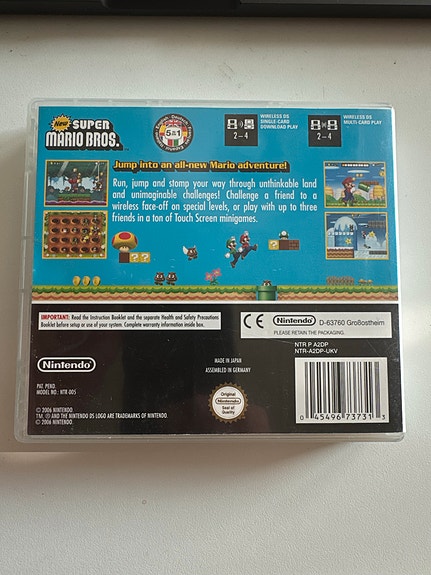 New SUPER
MARIO BROS.
5 in 1
2-4
WIRELESS DS
SINGLE-CARD
DOWNLOAD PLAY
2-4
WIRELESS DS
MULTI-CARD PLAY
Jump into an all-new Mario adventure!
Run, jump and stomp your way through unthinkable land
and unimaginable challenges! Challenge a friend to a
wireless face-off on special levels, or play with up to three
friends in a ton of Touch Screen minigames.
IMPORTANT: Read the Instruction Booklet and the separate Health and Safety Precautions
Booklet before setup or use of your system. Complete warranty information inside box.
CE Nintendo D-63760 Großostheim
PLEASE RETAIN THE PACKAGING.
NTR P A2DP
NTR-A2DP-UKV
Nintendo
MADE IN JAPAN
ASSEMBLED IN GERMANY
PAT. PEND.
MODEL NO.: NTR-005
Original
Nintendo
Seal of
Quality
© 2006 NINTENDO
TM, ® AND THE NINTENDO DS LOGO ARE TRADEMARKS OF NINTENDO.
© 2006 NINTENDO.
0 45496 73731 3